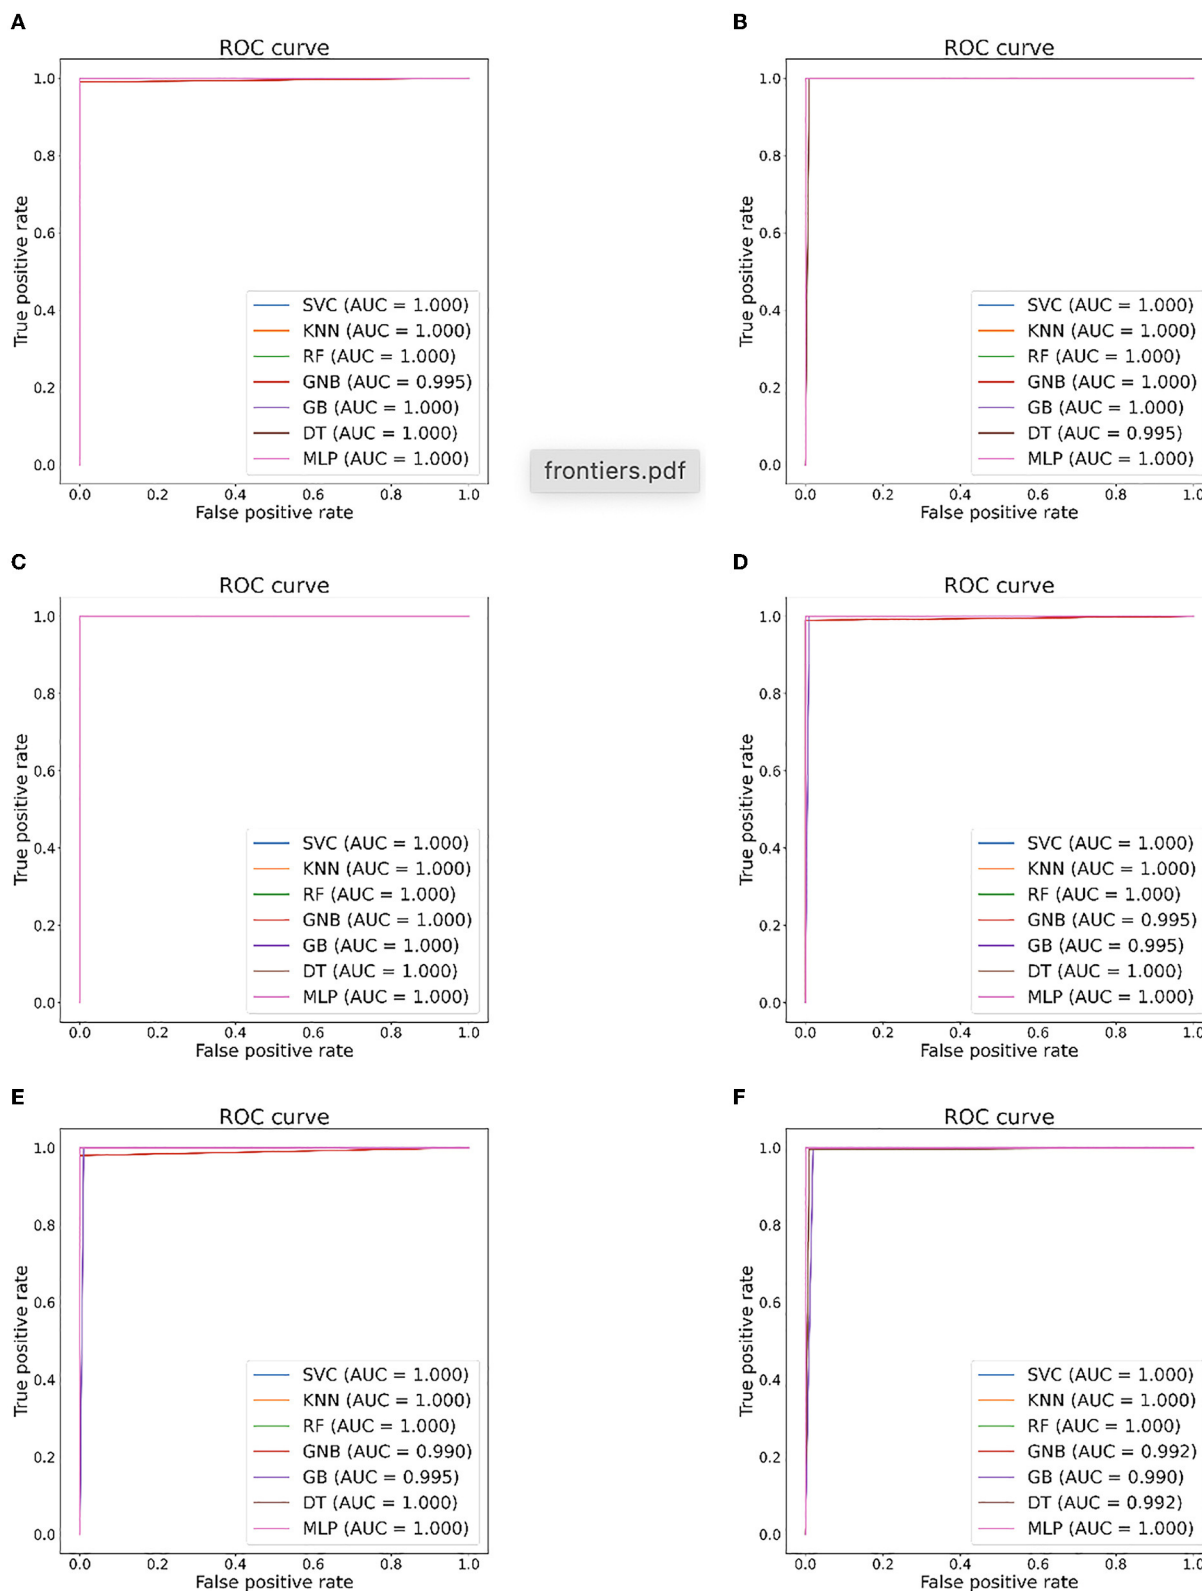 A
ROC curve
True positive rate
1.0
0.8
0.6
0.4
0.2
0.0
SVC (AUC = 1.000)
KNN (AUC = 1.000)
RF (AUC = 1.000)
GNB (AUC = 0.995)
GB (AUC = 1.000)
DT (AUC = 1.000)
MLP (AUC = 1.000)
0.0 0.2 0.4 0.6 0.8 1.0
False positive rate
frontiers.pdf
B
ROC curve
True positive rate
1.0
0.8
0.6
0.4
0.2
0.0
SVC (AUC = 1.000)
KNN (AUC = 1.000)
RF (AUC = 1.000)
GNB (AUC = 1.000)
GB (AUC = 1.000)
DT (AUC = 0.995)
MLP (AUC = 1.000)
0.0 0.2 0.4 0.6 0.8 1.0
False positive rate
C
ROC curve
True positive rate
1.0
0.8
0.6
0.4
0.2
0.0
SVC (AUC = 1.000)
KNN (AUC = 1.000)
RF (AUC = 1.000)
GNB (AUC = 1.000)
GB (AUC = 1.000)
DT (AUC = 1.000)
MLP (AUC = 1.000)
0.0 0.2 0.4 0.6 0.8 1.0
False positive rate
D
ROC curve
True positive rate
1.0
0.8
0.6
0.4
0.2
0.0
SVC (AUC = 1.000)
KNN (AUC = 1.000)
RF (AUC = 1.000)
GNB (AUC = 0.995)
GB (AUC = 0.995)
DT (AUC = 1.000)
MLP (AUC = 1.000)
0.0 0.2 0.4 0.6 0.8 1.0
False positive rate
E
ROC curve
True positive rate
1.0
0.8
0.6
0.4
0.2
0.0
SVC (AUC = 1.000)
KNN (AUC = 1.000)
RF (AUC = 1.000)
GNB (AUC = 0.990)
GB (AUC = 0.995)
DT (AUC = 1.000)
MLP (AUC = 1.000)
0.0 0.2 0.4 0.6 0.8 1.0
False positive rate
F
ROC curve
True positive rate
1.0
0.8
0.6
0.4
0.2
0.0
SVC (AUC = 1.000)
KNN (AUC = 1.000)
RF (AUC = 1.000)
GNB (AUC = 0.992)
GB (AUC = 0.990)
DT (AUC = 0.992)
MLP (AUC = 1.000)
0.0 0.2 0.4 0.6 0.8 1.0
False positive rate